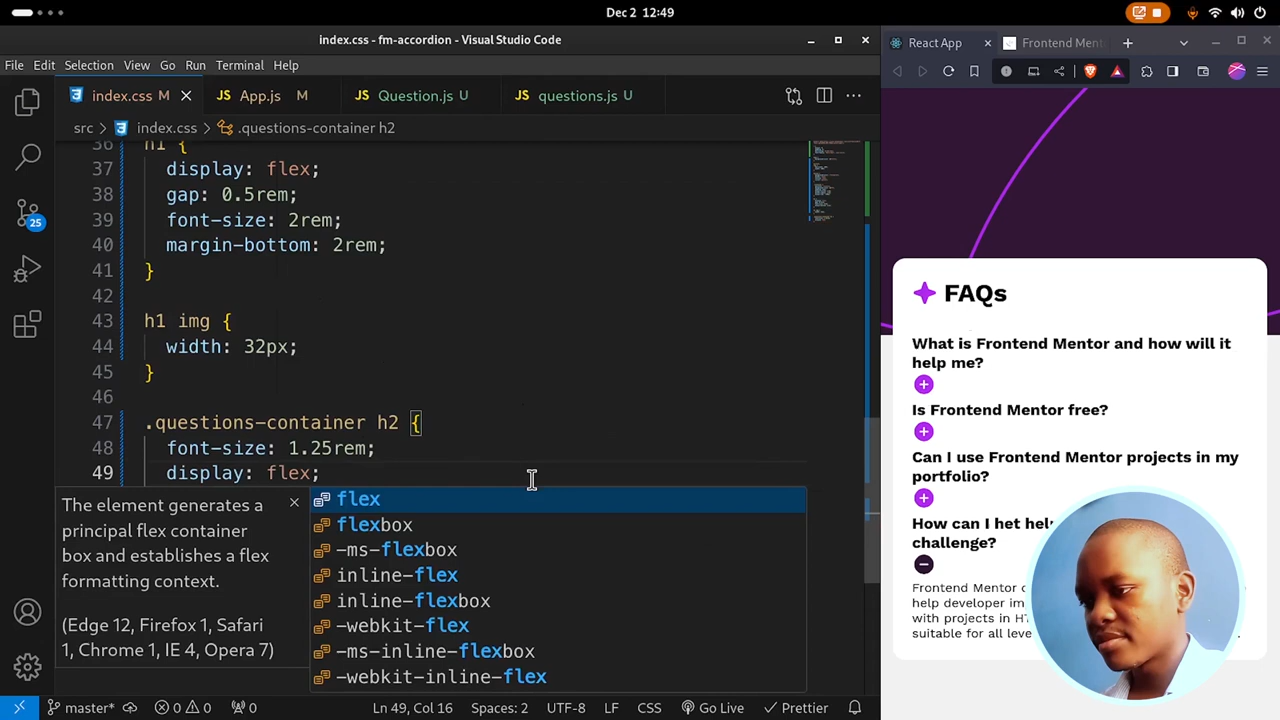 Dec 2 12:49
index.css - fm-accordion - Visual Studio Code
File Edit Selection View Go Run Terminal Help
index.css M
App.js M
Question.js U
questions.js U
src > index.css > .questions-container h2
36 h1 {
37 display: flex;
38 gap: 0.5rem;
39 font-size: 2rem;
40 margin-bottom: 2rem;
41 }
42
43 h1 img {
44 width: 32px;
45 }
46
47 .questions-container h2 {
48 font-size: 1.25rem;
49 display: flex;
The element generates a
principal flex container
box and establishes a flex
formatting context.
(Edge 12, Firefox 1, Safari
1, Chrome 1, IE 4, Opera 7)
flex
flexbox
-ms-flexbox
inline-flex
inline-flexbox
-webkit-flex
-ms-inline-flexbox
-webkit-inline-flex
25
master* 0 0 0 Ln 49, Col 16 Spaces: 2 UTF-8 LF CSS Go Live Prettier
React App
Frontend Ment
FAQs
What is Frontend Mentor and how will it
help me?
Is Frontend Mentor free?
Can I use Frontend Mentor projects in my
portfolio?
How can I het hel
challenge?
Frontend Mentor
help developer im
with projects in HT
suitable for all leve